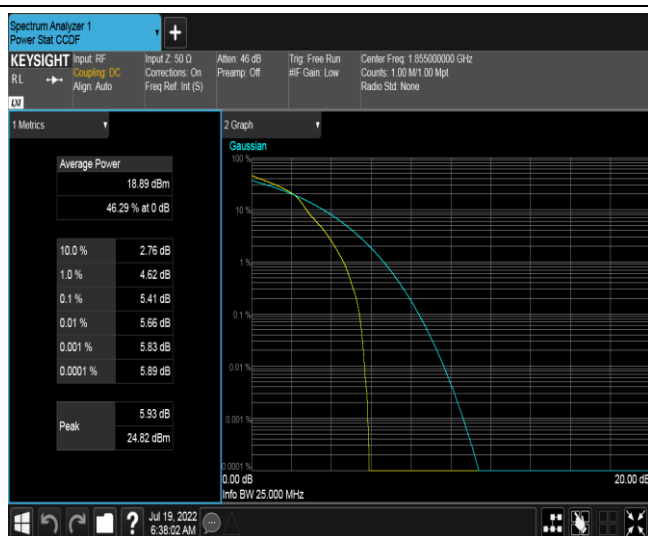 Spectrum Analyzer 1
Power Stat CCDF
+
KEYSIGHT
RL
LXI
Input: RF
Coupling: DC
Align: Auto
Input Z: 50 Ω
Corrections: On
Freq Ref: Int (S)
Atten: 46 dB
Preamp: Off
Trig: Free Run
#IF Gain: Low
Center Freq: 1.855000000 GHz
Counts: 1.00 M/1.00 Mpt
Radio Std: None
1 Metrics
Average Power
18.89 dBm
46.29 % at 0 dB
10.0 % 2.76 dB
1.0 % 4.62 dB
0.1 % 5.41 dB
0.01 % 5.66 dB
0.001 % 5.83 dB
0.0001 % 5.89 dB
Peak
5.93 dB
24.82 dBm
2 Graph
Gaussian
100 %
10 %
1 %
0.1 %
0.01 %
0.001 %
0.0001 %
0.00 dB 20.00 dB
Info BW 25.000 MHz
?
Jul 19, 2022
6:38:02 AM